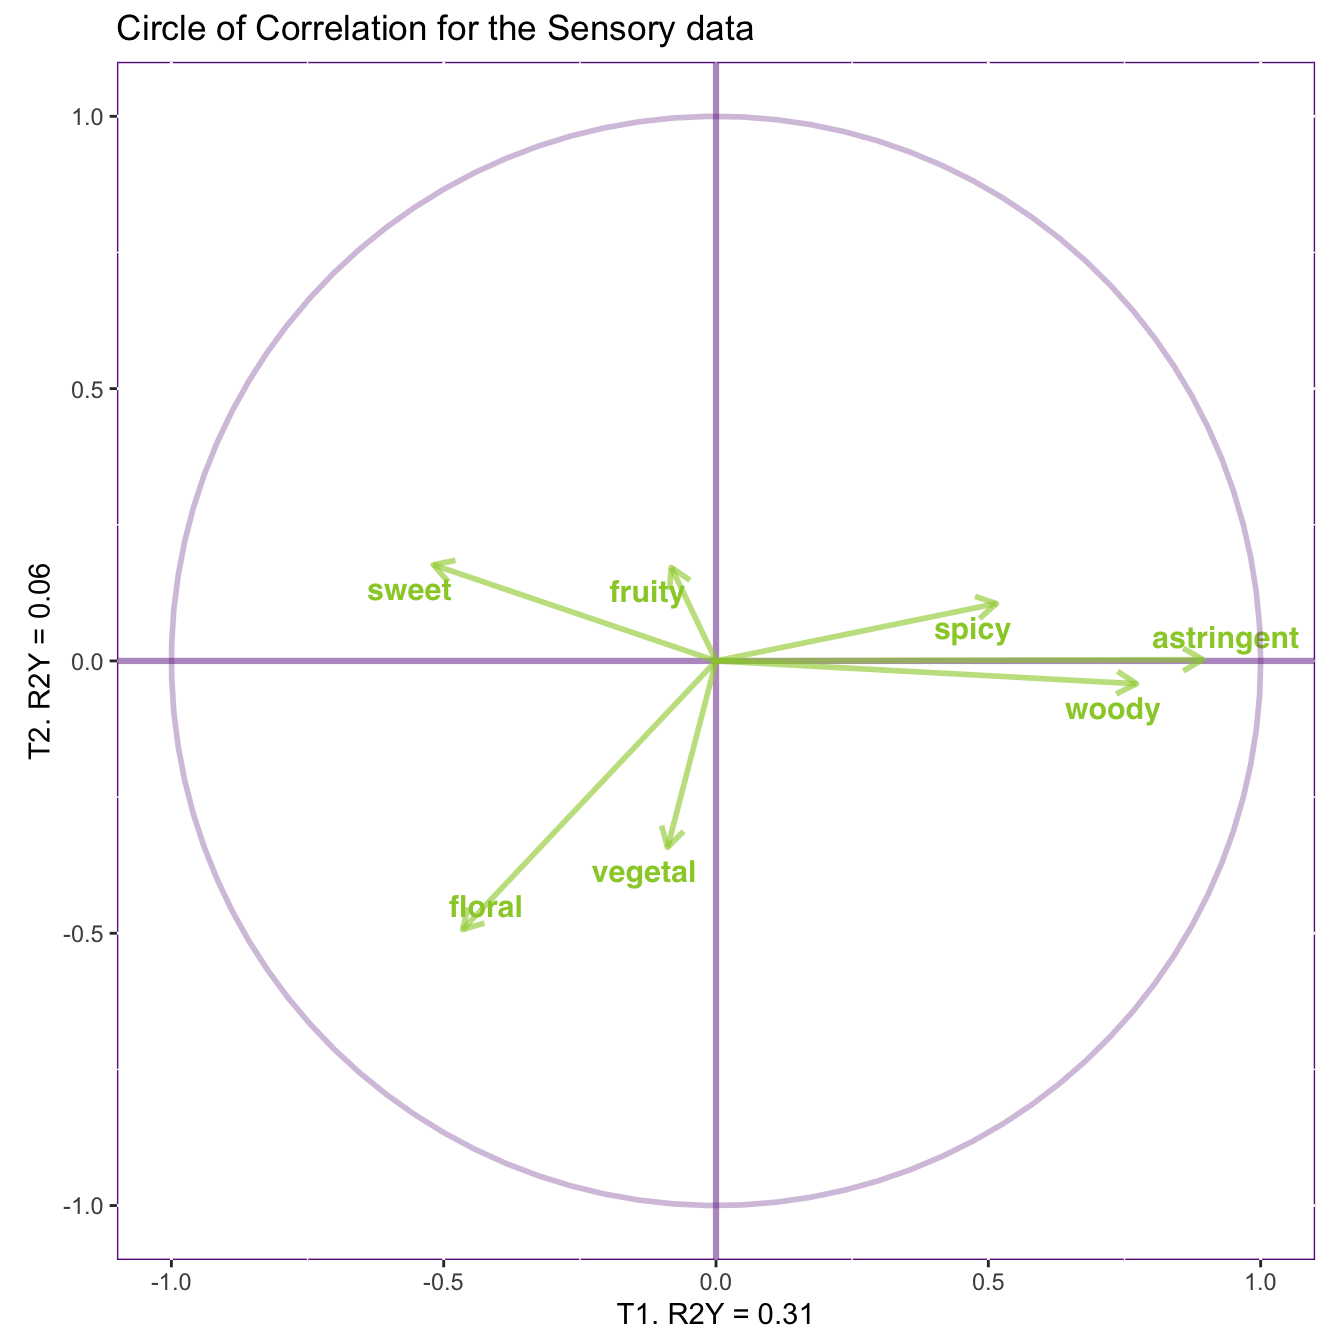 Circle of Correlation for the Sensory data
1.0
0.5
0.0
-0.5
-1.0
T2. R2Y = 0.06
sweet
fruity
spicy
astringent
woody
vegetal
floral
-1.0
-0.5
0.0
0.5
1.0
T1. R2Y = 0.31